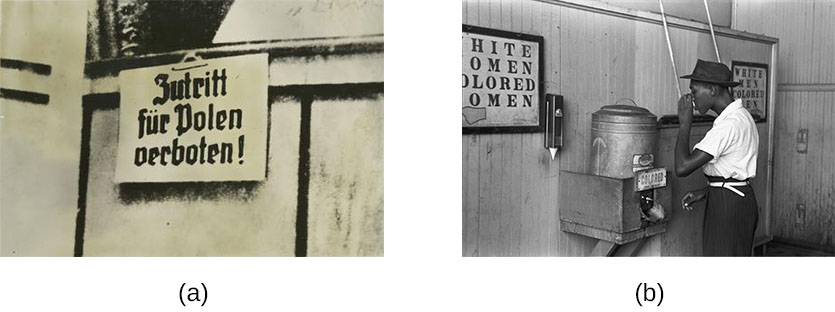 Zutritt
für Polen
verboten!
(a)
WHITE
WOMEN
COLORED
WOMEN
WHITE
MEN
COLORED
MEN
COLORED
(b)